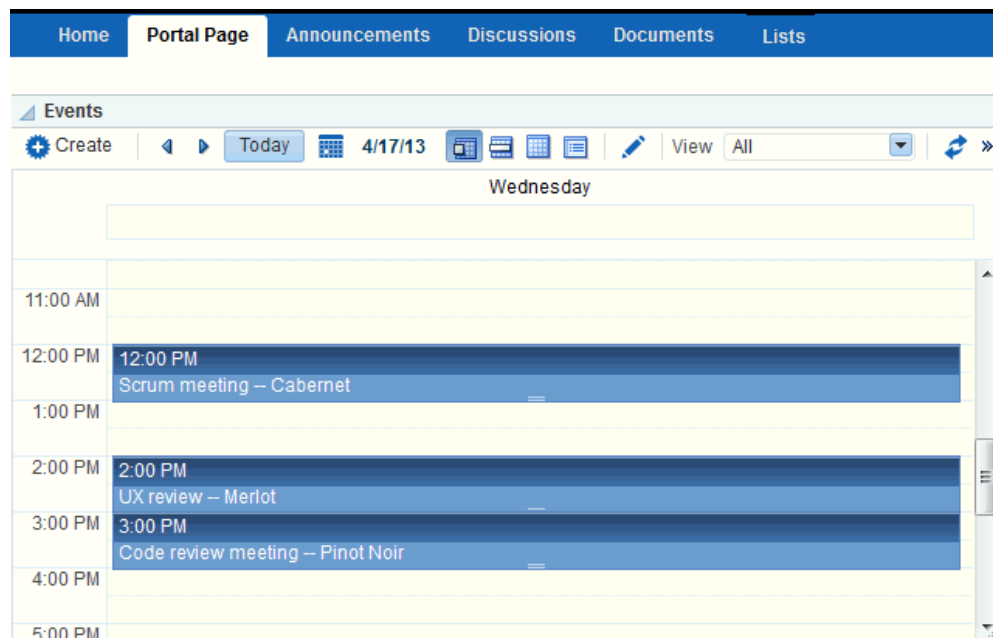 Home Portal Page Announcements Discussions Documents Lists
Events
Create Today 4/17/13 View All »
Wednesday
11:00 AM
12:00 PM 12:00 PM
Scrum meeting -- Cabernet
1:00 PM
2:00 PM 2:00 PM
UX review -- Merlot
3:00 PM 3:00 PM
Code review meeting -- Pinot Noir
4:00 PM
5:00 PM